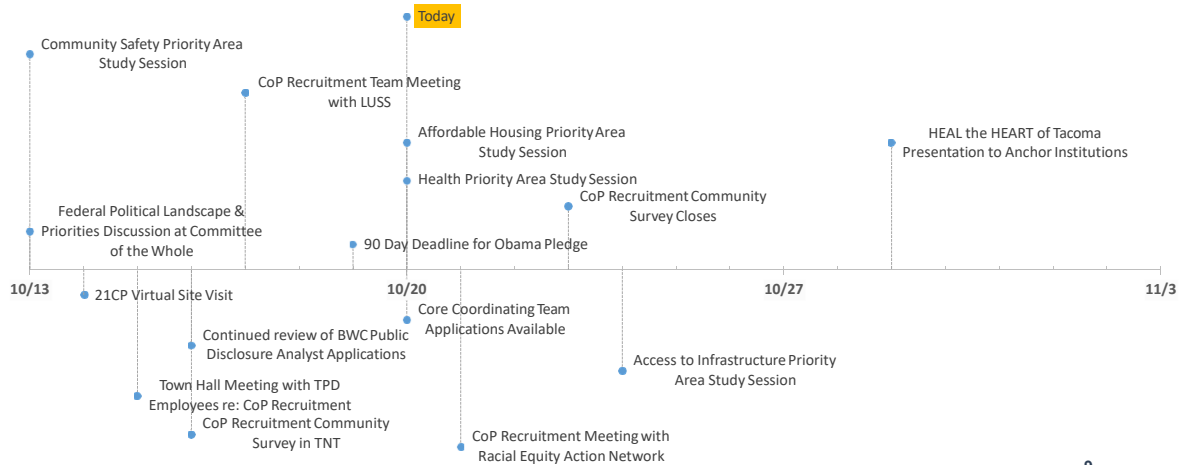 Today
Community Safety Priority Area
Study Session
CoP Recruitment Team Meeting
with LUSS
Affordable Housing Priority Area
Study Session
HEAL the HEART of Tacoma
Presentation to Anchor Institutions
Health Priority Area Study Session
CoP Recruitment Community
Survey Closes
Federal Political Landscape &
Priorities Discussion at Committee
of the Whole
90 Day Deadline for Obama Pledge
10/13
10/20
10/27
11/3
21CP Virtual Site Visit
Core Coordinating Team
Applications Available
Continued review of BWC Public
Disclosure Analyst Applications
Access to Infrastructure Priority
Area Study Session
Town Hall Meeting with TPD
Employees re: CoP Recruitment
CoP Recruitment Community
Survey in TNT
CoP Recruitment Meeting with
Racial Equity Action Network